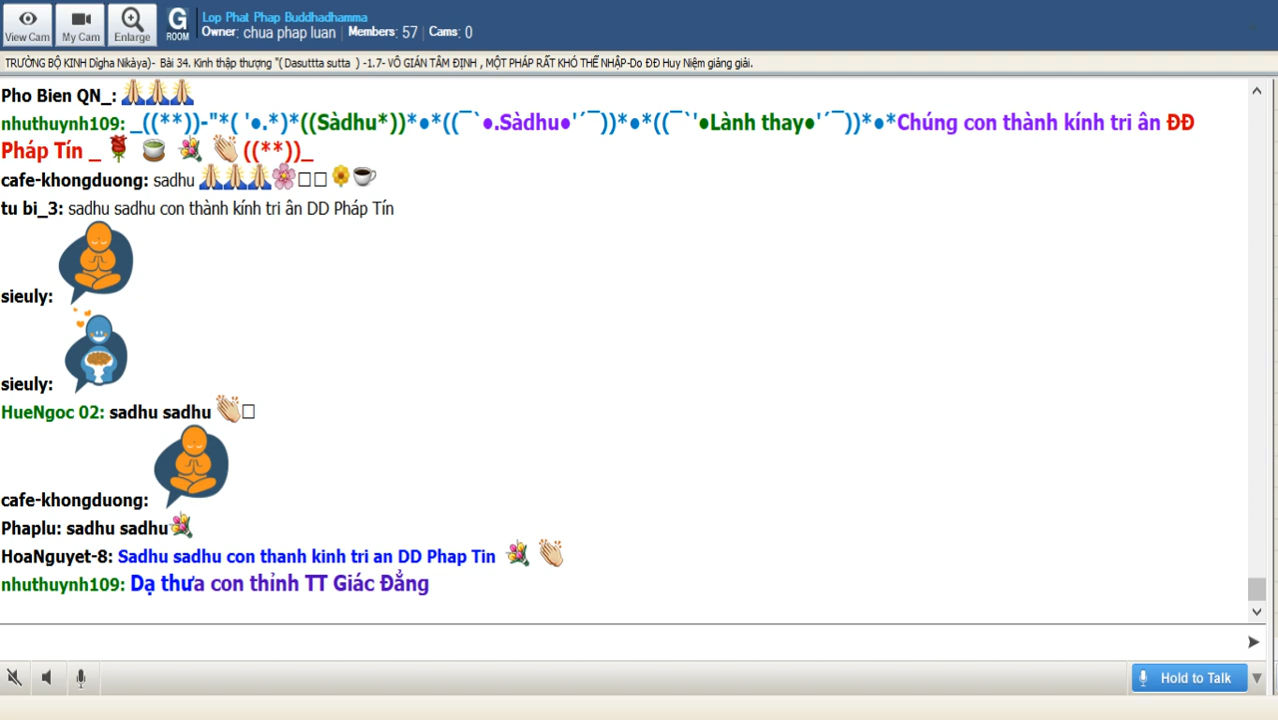 View Cam
My Cam
Enlarge
G
ROOM
Lop Phat Phap Buddhadhamma
Owner: chua phap luan | Members: 57 | Cams: 0
TRƯỜNG BỘ KINH Dīgha Nikàya)- Bài 34. Kinh thập thượng "( Dasuttta sutta ) -1.7- VÔ GIÁN TÂM ĐỊNH , MỘT PHÁP RẤT KHÓ THỂ NHẬP-Do ĐĐ Huy Niệm giảng giải.
Pho Bien QN_: 🙏🙏🙏
nhuthuynh109: _((**))-"*( '●.*)*((Sàdhu*))*●*((¯`●.Sàdhu●'´¯))*●*((¯`'●Lành thay●'´¯))*●*Chúng con thành kính tri ân ĐĐ
Pháp Tín _ 🌹 🍵 💐 👏 ((**))_
cafe-khongduong: sadhu 🙏🙏🙏🌸□□ 🌼☕
tu bi_3: sadhu sadhu con thành kính tri ân DD Pháp Tín
sieuly:
sieuly:
HueNgoc 02: sadhu sadhu 👏□
cafe-khongduong:
Phaplu: sadhu sadhu💐
HoaNguyet-8: Sadhu sadhu con thanh kinh tri an DD Phap Tin 💐 👏
nhuthuynh109: Dạ thưa con thỉnh TT Giác Đẳng
Hold to Talk